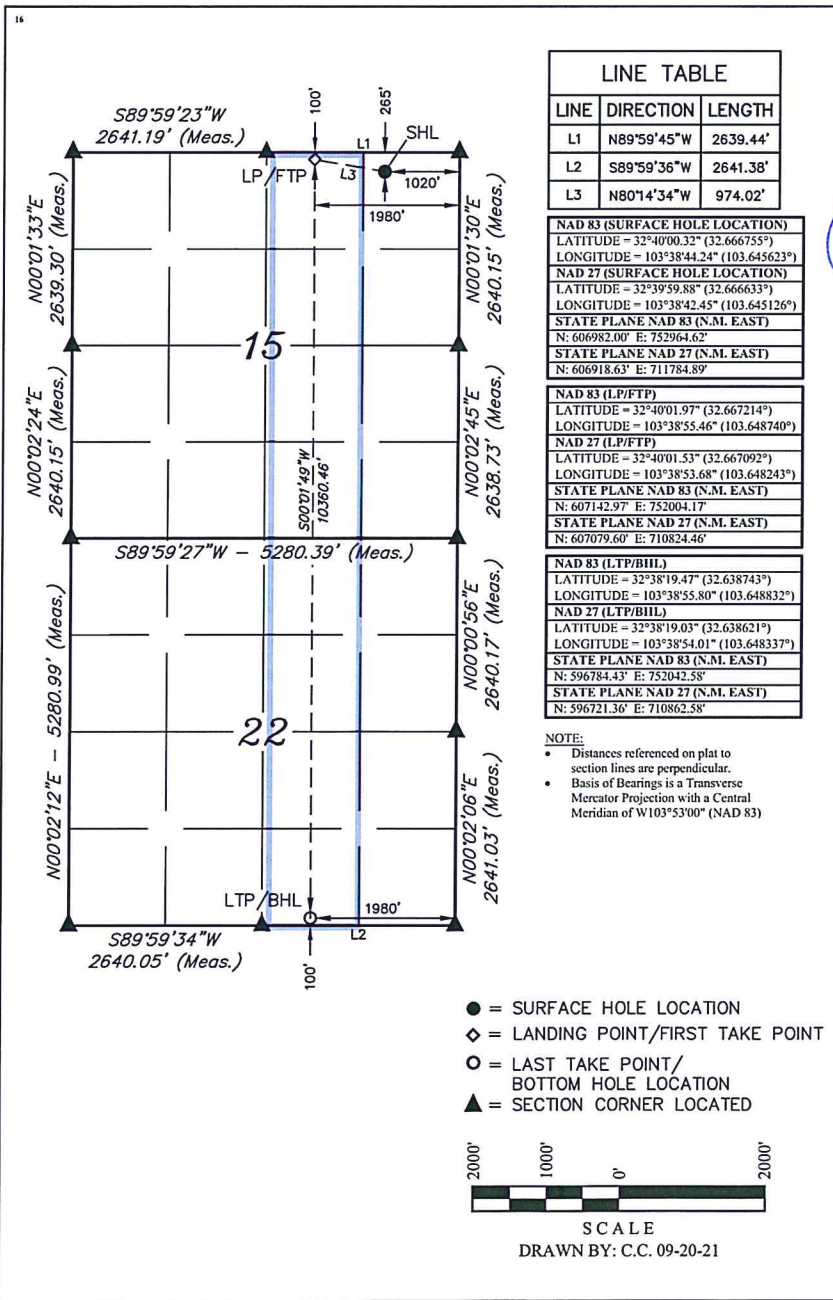 16
S89°59'23"W
2641.19' (Meas.)
100'
265'
L1
SHL
LP/FTP
L3
1020'
1980'
N00°01'33"E
2639.30' (Meas.)
N00°01'30"E
2640.15' (Meas.)
15
N00°02'24"E
2640.15' (Meas.)
S00°01'49"W
10360.46'
N00°02'45"E
2638.73' (Meas.)
S89°59'27"W - 5280.39' (Meas.)
N00°02'12"E - 5280.99' (Meas.)
N00°00'56"E
2640.17' (Meas.)
22
N00°02'06"E
2641.03' (Meas.)
LTP/BHL
1980'
S89°59'34"W
2640.05' (Meas.)
L2
100'
LINE TABLE
LINE DIRECTION LENGTH
L1 N89°59'45"W 2639.44'
L2 S89°59'36"W 2641.38'
L3 N80°14'34"W 974.02'
NAD 83 (SURFACE HOLE LOCATION)
LATITUDE = 32°40'00.32" (32.666755°)
LONGITUDE = 103°38'44.24" (103.645623°)
NAD 27 (SURFACE HOLE LOCATION)
LATITUDE = 32°39'59.88" (32.666633°)
LONGITUDE = 103°38'42.45" (103.645126°)
STATE PLANE NAD 83 (N.M. EAST)
N: 606982.00' E: 752964.62'
STATE PLANE NAD 27 (N.M. EAST)
N: 606918.63' E: 711784.89'
NAD 83 (LP/FTP)
LATITUDE = 32°40'01.97" (32.667214°)
LONGITUDE = 103°38'55.46" (103.648740°)
NAD 27 (LP/FTP)
LATITUDE = 32°40'01.53" (32.667092°)
LONGITUDE = 103°38'53.68" (103.648243°)
STATE PLANE NAD 83 (N.M. EAST)
N: 607142.97' E: 752004.17'
STATE PLANE NAD 27 (N.M. EAST)
N: 607079.60' E: 710824.46'
NAD 83 (LTP/BHL)
LATITUDE = 32°38'19.47" (32.638743°)
LONGITUDE = 103°38'55.80" (103.648832°)
NAD 27 (LTP/BHL)
LATITUDE = 32°38'19.03" (32.638621°)
LONGITUDE = 103°38'54.01" (103.648337°)
STATE PLANE NAD 83 (N.M. EAST)
N: 596784.43' E: 752042.58'
STATE PLANE NAD 27 (N.M. EAST)
N: 596721.36' E: 710862.58'
NOTE:
• Distances referenced on plat to
section lines are perpendicular.
• Basis of Bearings is a Transverse
Mercator Projection with a Central
Meridian of W103°53'00" (NAD 83)
= SURFACE HOLE LOCATION
= LANDING POINT/FIRST TAKE POINT
= LAST TAKE POINT/
BOTTOM HOLE LOCATION
= SECTION CORNER LOCATED
2000' 1000' 0' 2000'
SCALE
DRAWN BY: C.C. 09-20-21